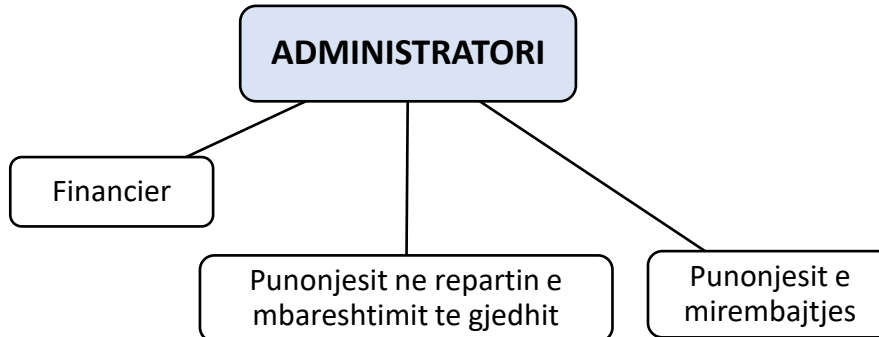 ADMINISTRATORI
Financier
Punonjesit ne repartin e
mbareshtimit te gjedhit
Punonjesit e
mirembajtjes